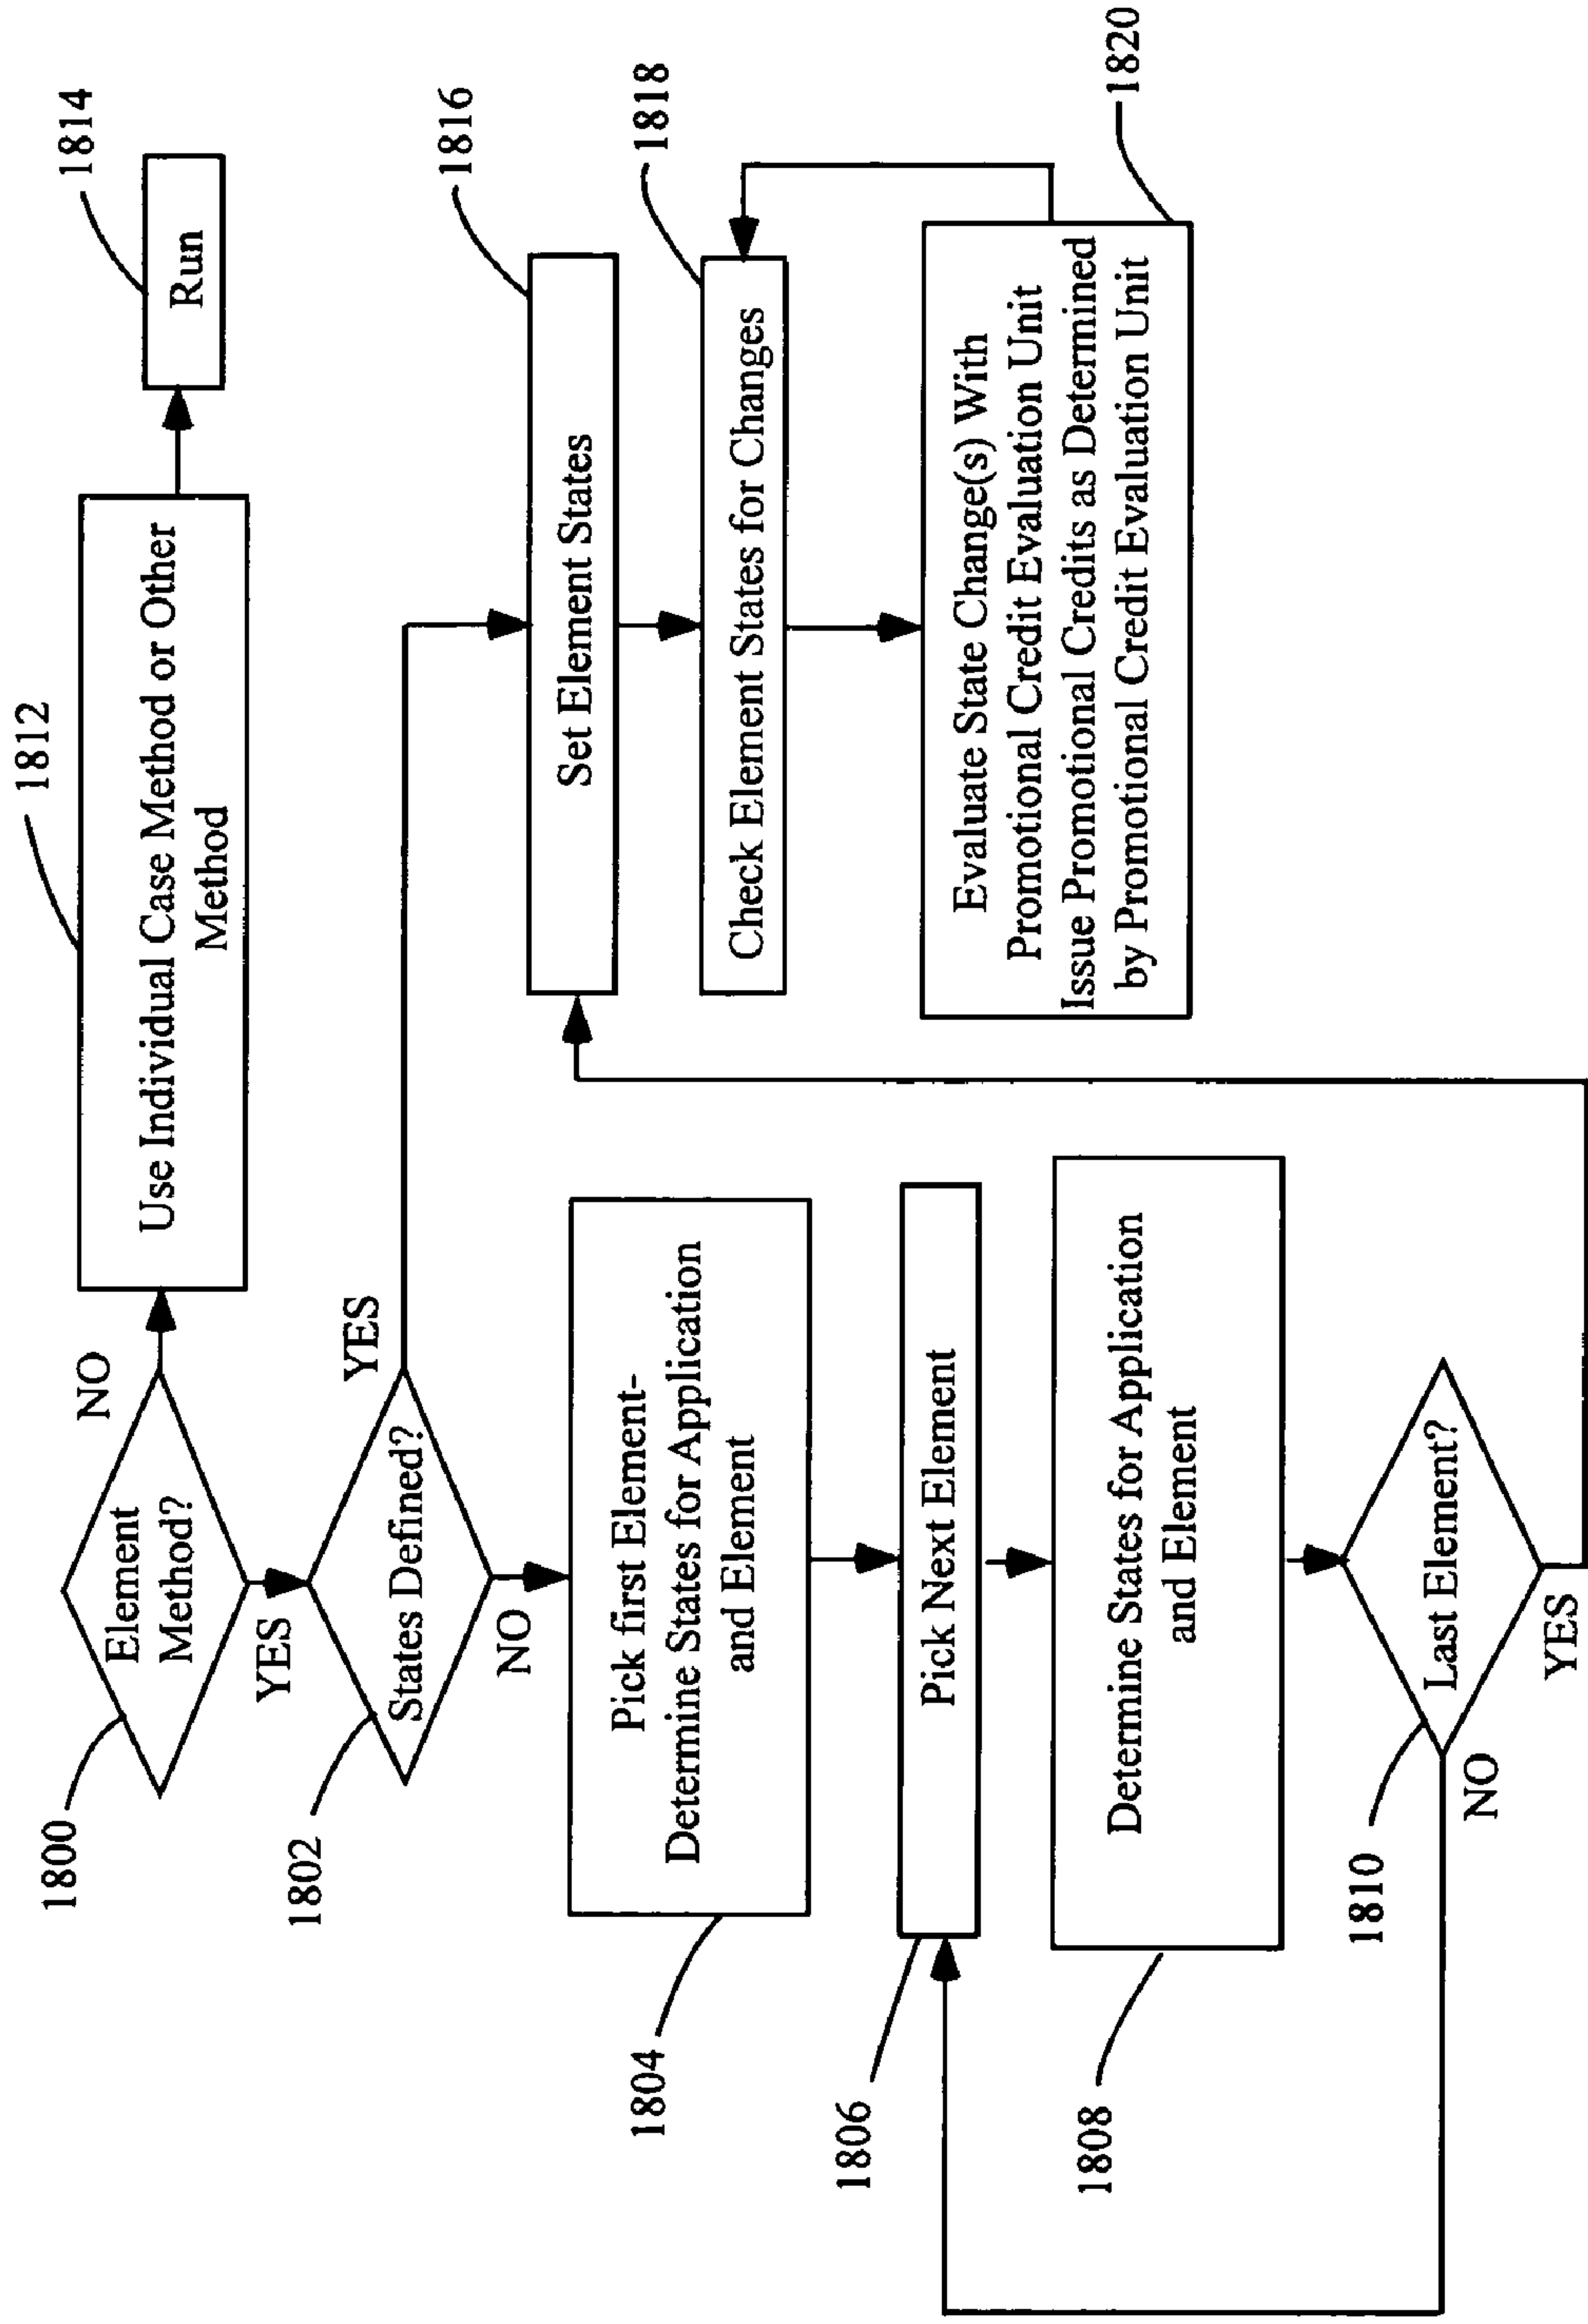 1800
Element
Method?
NO
YES
1812
Use Individual Case Method or Other
Method
1814
Run
1802
States Defined?
YES
NO
1804
Pick first Element-
Determine States for Application
and Element
1806
Pick Next Element
1808
Determine States for Application
and Element
1810
Last Element?
NO
YES
1816
Set Element States
1818
Check Element States for Changes
1820
Evaluate State Change(s) With
Promotional Credit Evaluation Unit
Issue Promotional Credits as Determined
by Promotional Credit Evaluation Unit